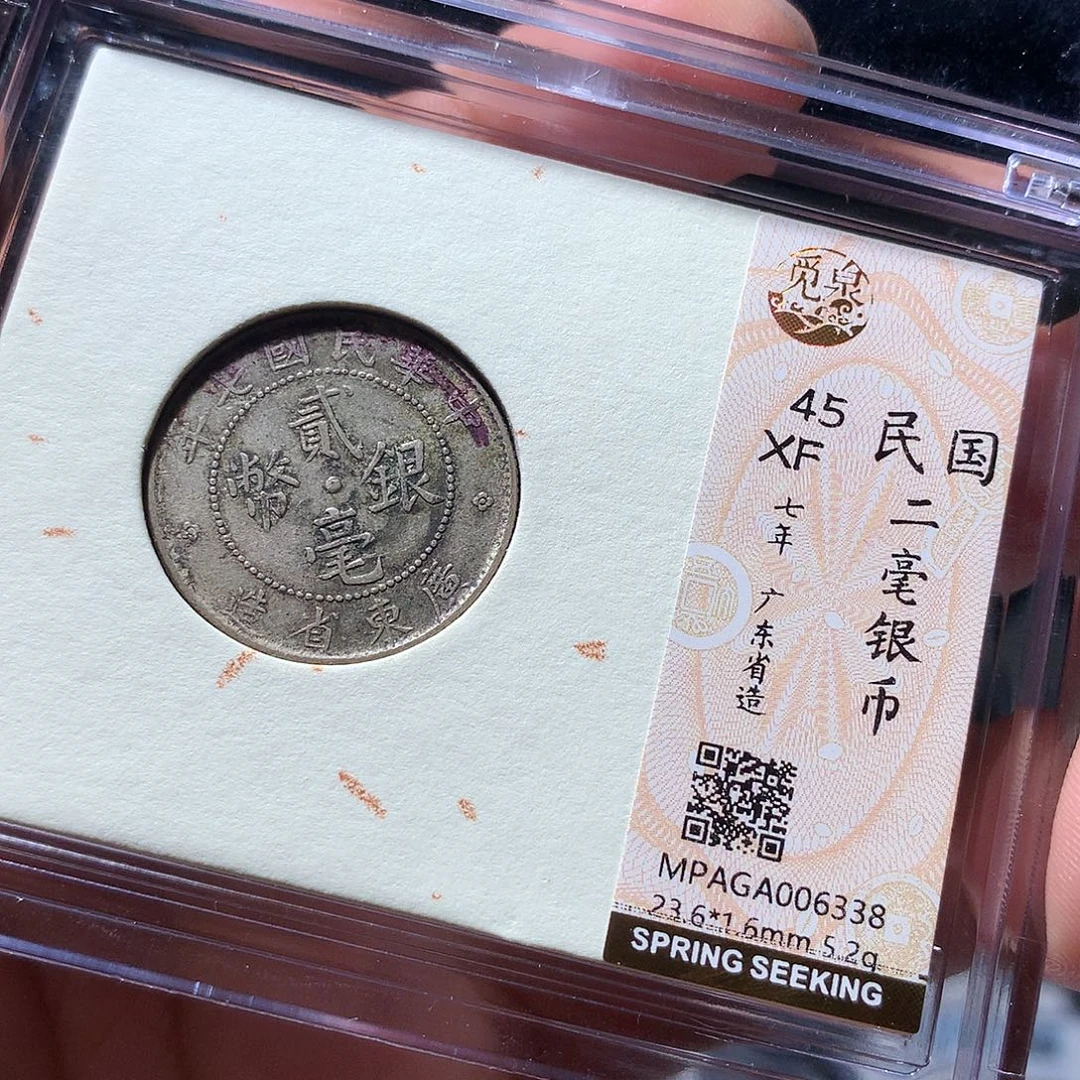 中華民國七年
貳毫銀幣
廣東省造
觅泉
45
XF
民国
二毫银币
七年
广东省造
MPAGA006338
23.6*1.6mm 5.2g
SPRING SEEKING